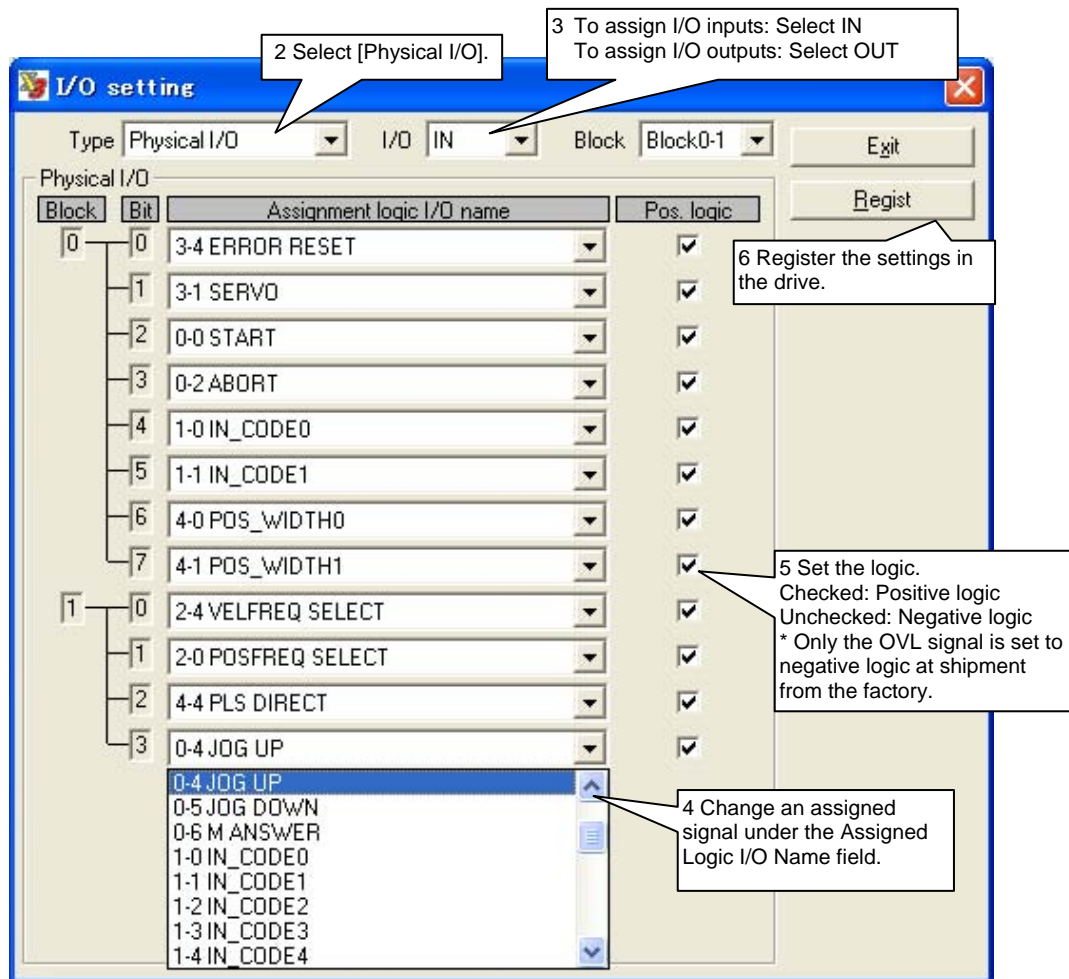 2 Select [Physical I/O].
3 To assign I/O inputs: Select IN
To assign I/O outputs: Select OUT
I/O setting
Type Physical I/O I/O IN Block Block0-1 Exit
Physical I/O
Regist
Block Bit Assignment logic I/O name Pos. logic
0 0 3-4 ERROR RESET
6 Register the settings in
the drive.
1 3-1 SERVO
2 0-0 START
3 0-2 ABORT
4 1-0 IN_CODE0
5 1-1 IN_CODE1
6 4-0 POS_WIDTH0
7 4-1 POS_WIDTH1
5 Set the logic.
Checked: Positive logic
Unchecked: Negative logic
* Only the OVL signal is set to
negative logic at shipment
from the factory.
1 0 2-4 VELFREQ SELECT
1 2-0 POSFREQ SELECT
2 4-4 PLS DIRECT
3 0-4 JOG UP
0-4 JOG UP
0-5 JOG DOWN
0-6 M ANSWER
1-0 IN_CODE0
1-1 IN_CODE1
1-2 IN_CODE2
1-3 IN_CODE3
1-4 IN_CODE4
4 Change an assigned
signal under the Assigned
Logic I/O Name field.